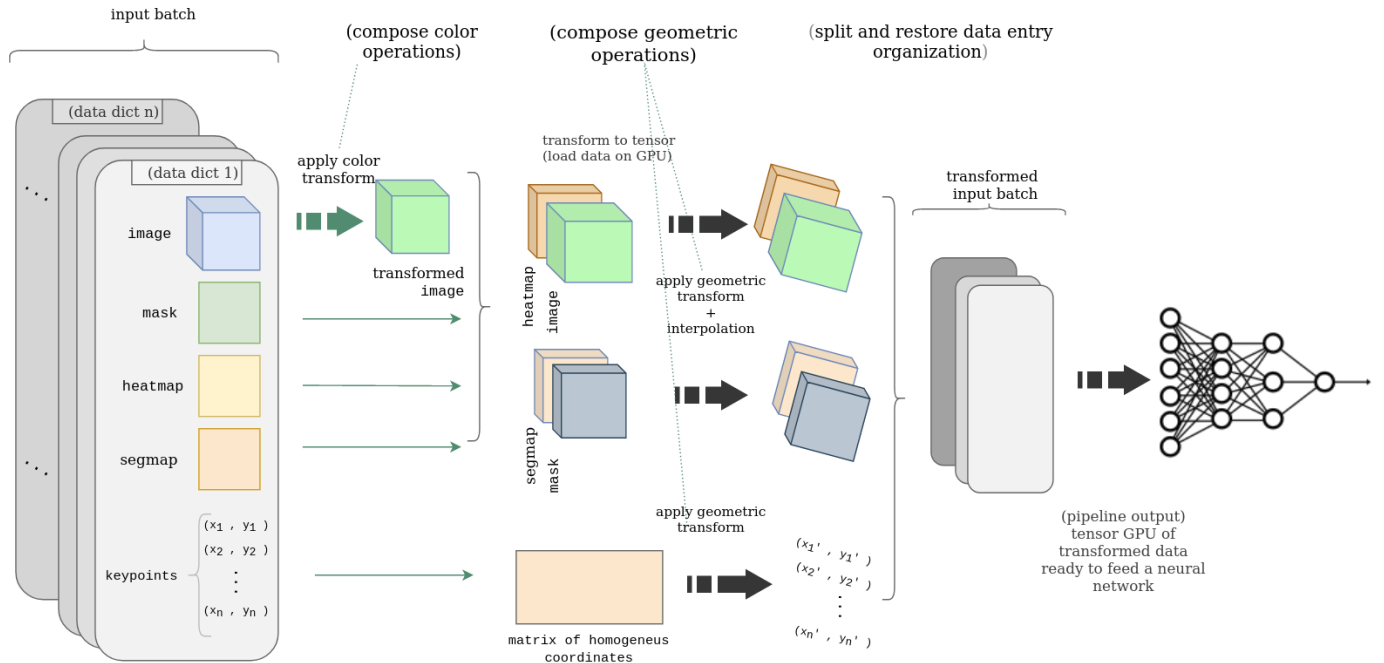 input batch
(compose color
operations)
(compose geometric
operations)
(split and restore data entry
organization)
(data dict n)
. . .
(data dict 1)
image
mask
heatmap
segmap
. . .
keypoints
(x1 , y1 )
(x2 , y2 )
(xn , yn )
apply color
transform
transformed
image
transform to tensor
(load data on GPU)
heatmap
image
segmap
mask
matrix of homogeneus
coordinates
apply geometric
transform
+
interpolation
apply geometric
transform
(x1' , y1' )
(x2' , y2' )
(xn' , yn' )
transformed
input batch
(pipeline output)
tensor GPU of
transformed data
ready to feed a neural
network